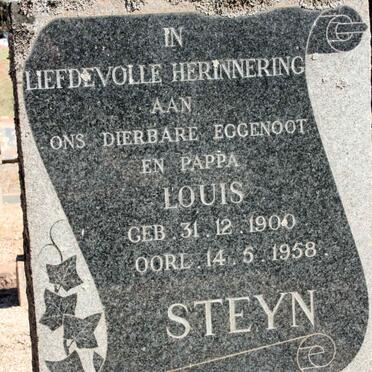 IN
LIEFDEVOLLE HERINNERING
AAN
ONS DIERBARE EGGENOOT
EN PAPPA
LOUIS
GEB. 31. 12. 1900
OORL. 14. 5. 1958.
STEYN